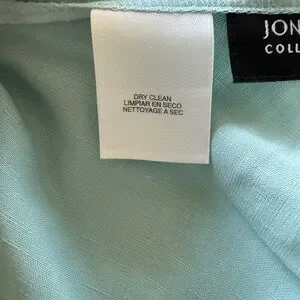 JON
COLL
DRY CLEAN
LIMPIAR EN SECO
NETTOYAGE A SEC